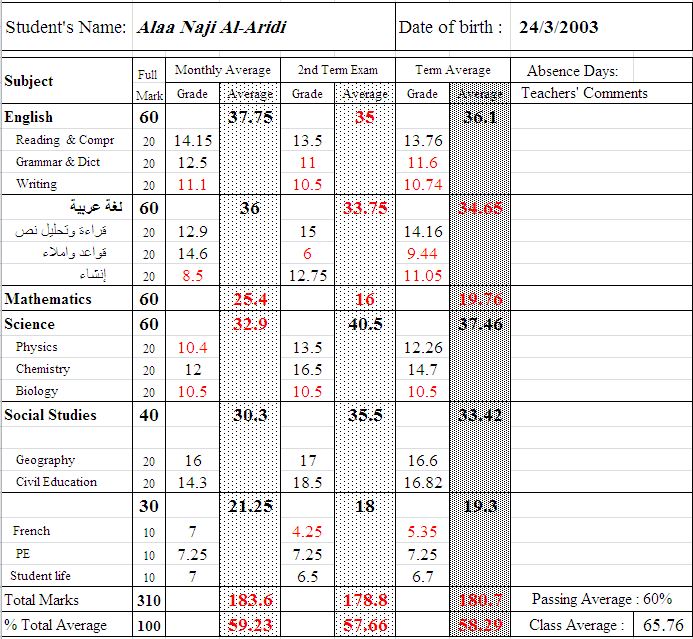 Student's Name: Alaa Naji Al-Aridi Date of birth : 24/3/2003
Subject Full Mark Monthly Average 2nd Term Exam Term Average Absence Days:
Grade Average Grade Average Grade Average Teachers' Comments
English 60 37.75 35 36.1
Reading & Compr 20 14.15 13.5 13.76
Grammar & Dict 20 12.5 11 11.6
Writing 20 11.1 10.5 10.74
لغة عربية 60 36 33.75 34.65
قراءة وتحليل نص 20 12.9 15 14.16
قواعد واملاء 20 14.6 6 9.44
إنشاء 20 8.5 12.75 11.05
Mathematics 60 25.4 16 19.76
Science 60 32.9 40.5 37.46
Physics 20 10.4 13.5 12.26
Chemistry 20 12 16.5 14.7
Biology 20 10.5 10.5 10.5
Social Studies 40 30.3 35.5 33.42
Geography 20 16 17 16.6
Civil Education 20 14.3 18.5 16.82
30 21.25 18 19.3
French 10 7 4.25 5.35
PE 10 7.25 7.25 7.25
Student life 10 7 6.5 6.7
Total Marks 310 183.6 178.8 180.7 Passing Average : 60%
% Total Average 100 59.23 57.66 58.29 Class Average : 65.76